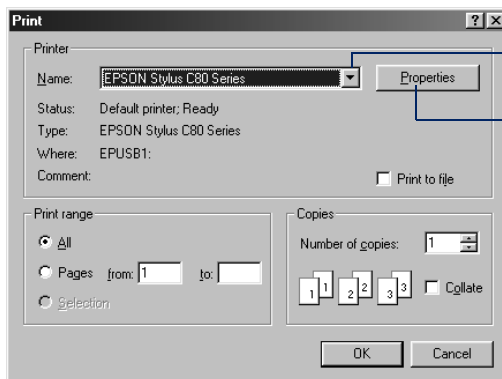 Print
Printer
Name: EPSON Stylus C80 Series Properties
Status: Default printer; Ready
Type: EPSON Stylus C80 Series
Where: EPUSB1:
Comment: Print to file
Print range
All
Pages from: 1 to:
Selection
Copies
Number of copies: 1
1 1 2 2 3 3 Collate
OK Cancel